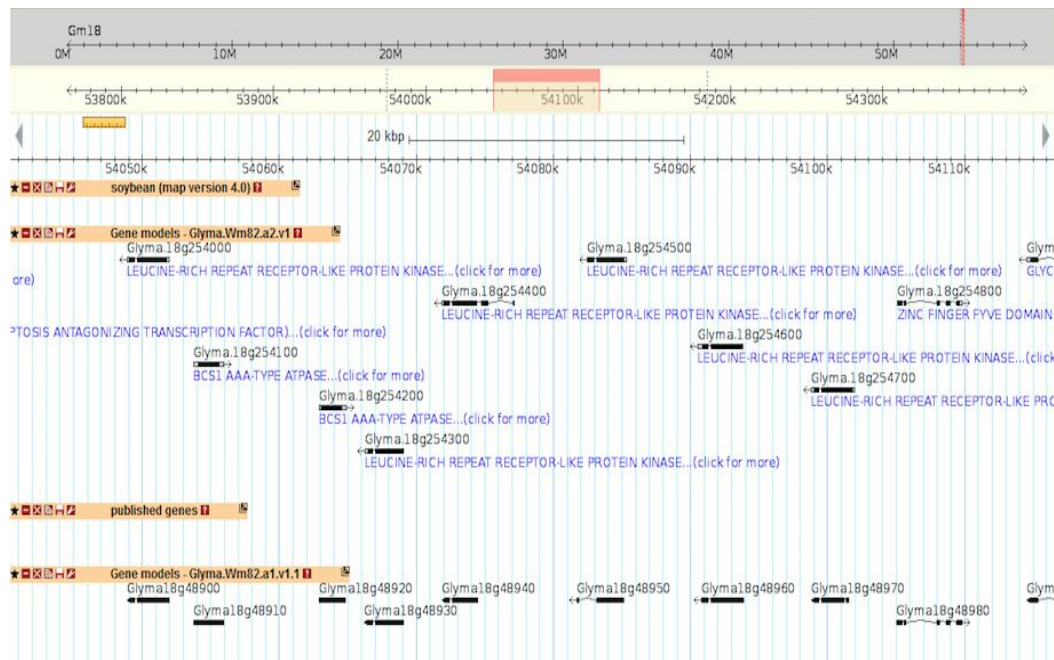 Gm18
0M 10M 20M 30M 40M 50M
53800k 53900k 54000k 54100k 54200k 54300k
20 kbp
54050k 54060k 54070k 54080k 54090k 54100k 54110k
soybean (map version 4.0)
Gene models - Glyma.Wm82.a2.v1
Glyma.18g254000 Glyma.18g254500 Glym
LEUCINE-RICH REPEAT RECEPTOR-LIKE PROTEIN KINASE...(click for more) LEUCINE-RICH REPEAT RECEPTOR-LIKE PROTEIN KINASE...(click for more) GLYC
ore)
Glyma.18g254400 Glyma.18g254800
LEUCINE-RICH REPEAT RECEPTOR-LIKE PROTEIN KINASE...(click for more) ZINC FINGER FYVE DOMAIN
PTOSIS ANTAGONIZING TRANSCRIPTION FACTOR)...(click for more)
Glyma.18g254600
Glyma.18g254100 LEUCINE-RICH REPEAT RECEPTOR-LIKE PROTEIN KINASE...(click
BCS1 AAA-TYPE ATPASE...(click for more) Glyma.18g254700
Glyma.18g254200 LEUCINE-RICH REPEAT RECEPTOR-LIKE PRO
BCS1 AAA-TYPE ATPASE...(click for more)
Glyma.18g254300
LEUCINE-RICH REPEAT RECEPTOR-LIKE PROTEIN KINASE...(click for more)
published genes
Gene models - Glyma.Wm82.a1.v1.1
Glyma18g48900 Glyma18g48920 Glyma18g48940 Glyma18g48950 Glyma18g48960 Glyma18g48970 Glym
Glyma18g48910 Glyma18g48930 Glyma18g48980